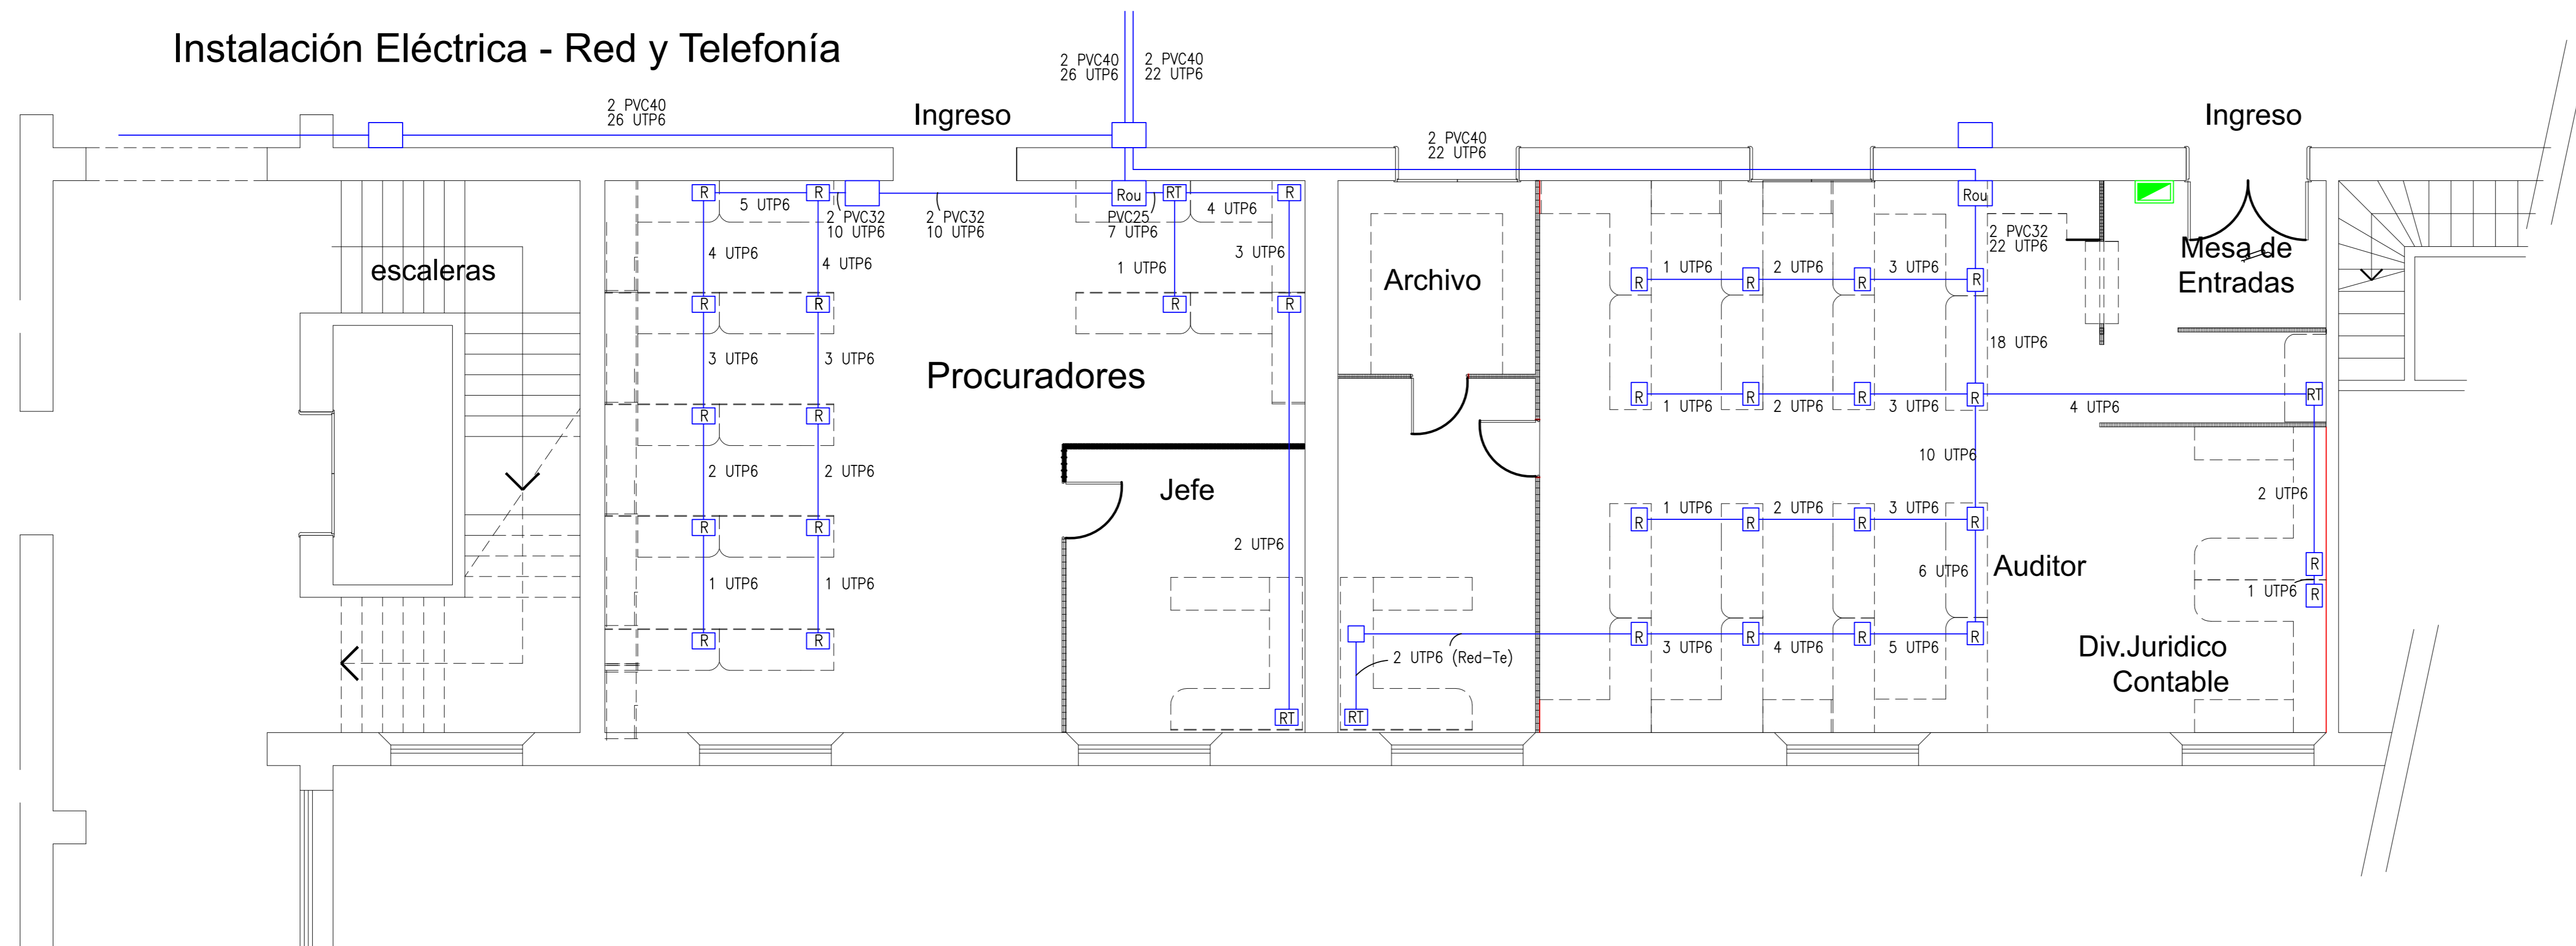 Instalación Eléctrica - Red y Telefonía
2 PVC40
26 UTP6
2 PVC40
22 UTP6
2 PVC40
26 UTP6
Ingreso
Ingreso
2 PVC40
22 UTP6
R
R
Rou
RT
R
Rou
5 UTP6
2 PVC32
10 UTP6
2 PVC32
10 UTP6
PVC25
7 UTP6
4 UTP6
2 PVC32
22 UTP6
4 UTP6
4 UTP6
1 UTP6
3 UTP6
escaleras
Archivo
Mesa de
Entradas
1 UTP6
2 UTP6
3 UTP6
R
R
R
R
R
R
R
R
18 UTP6
3 UTP6
3 UTP6
Procuradores
R
R
R
R
RT
1 UTP6
2 UTP6
3 UTP6
4 UTP6
R
R
10 UTP6
2 UTP6
2 UTP6
Jefe
2 UTP6
1 UTP6
2 UTP6
3 UTP6
R
R
R
R
R
R
2 UTP6
6 UTP6
Auditor
R
1 UTP6
1 UTP6
1 UTP6
R
R
R
R
R
R
R
3 UTP6
4 UTP6
5 UTP6
Div.Juridico
Contable
2 UTP6 (Red-Te)
RT
RT